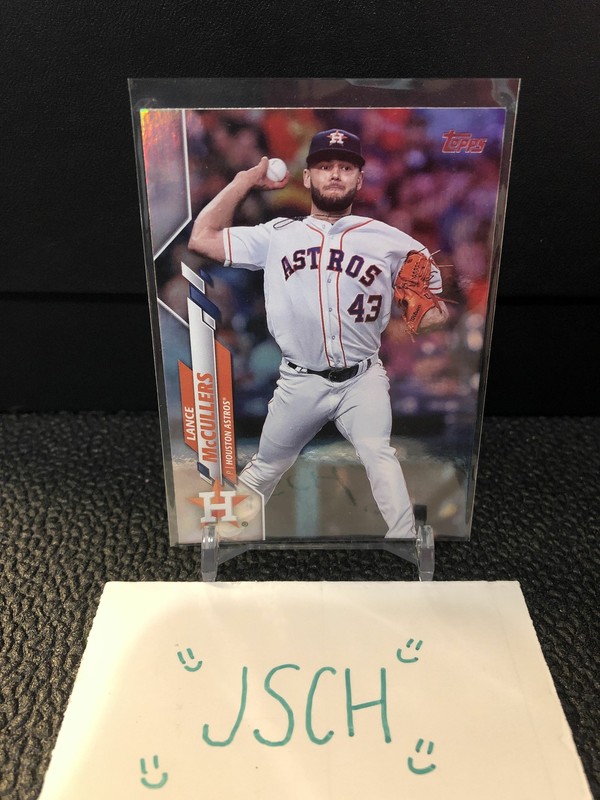 Topps
H
ASTROS
43
LANCE
McCULLERS
P | HOUSTON ASTROS®
H
®
JSCH